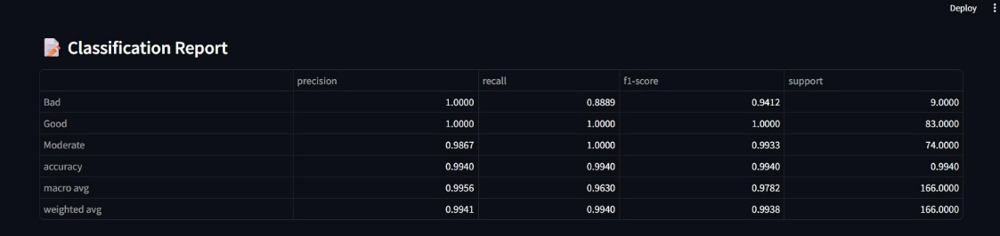 Deploy
Classification Report
precision recall f1-score support
Bad 1.0000 0.8889 0.9412 9.0000
Good 1.0000 1.0000 1.0000 83.0000
Moderate 0.9867 1.0000 0.9933 74.0000
accuracy 0.9940 0.9940 0.9940 0.9940
macro avg 0.9956 0.9630 0.9782 166.0000
weighted avg 0.9941 0.9940 0.9938 166.0000